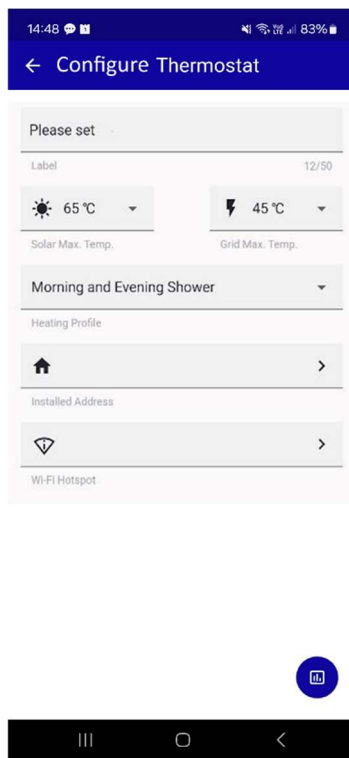 14:48 83%
Configure Thermostat
Please set
Label 12/50
65 °C 45 °C
Solar Max. Temp. Grid Max. Temp.
Morning and Evening Shower
Heating Profile
Installed Address
Wi-Fi Hotspot